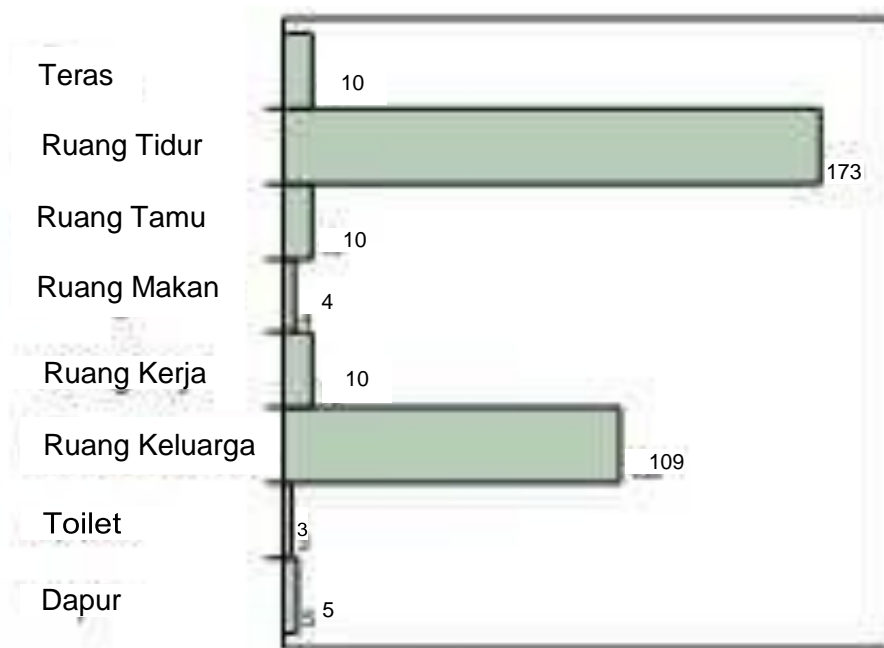 Teras 10
Ruang Tidur 173
Ruang Tamu 10
Ruang Makan 4
Ruang Kerja 10
Ruang Keluarga 109
Toilet 3
Dapur 5